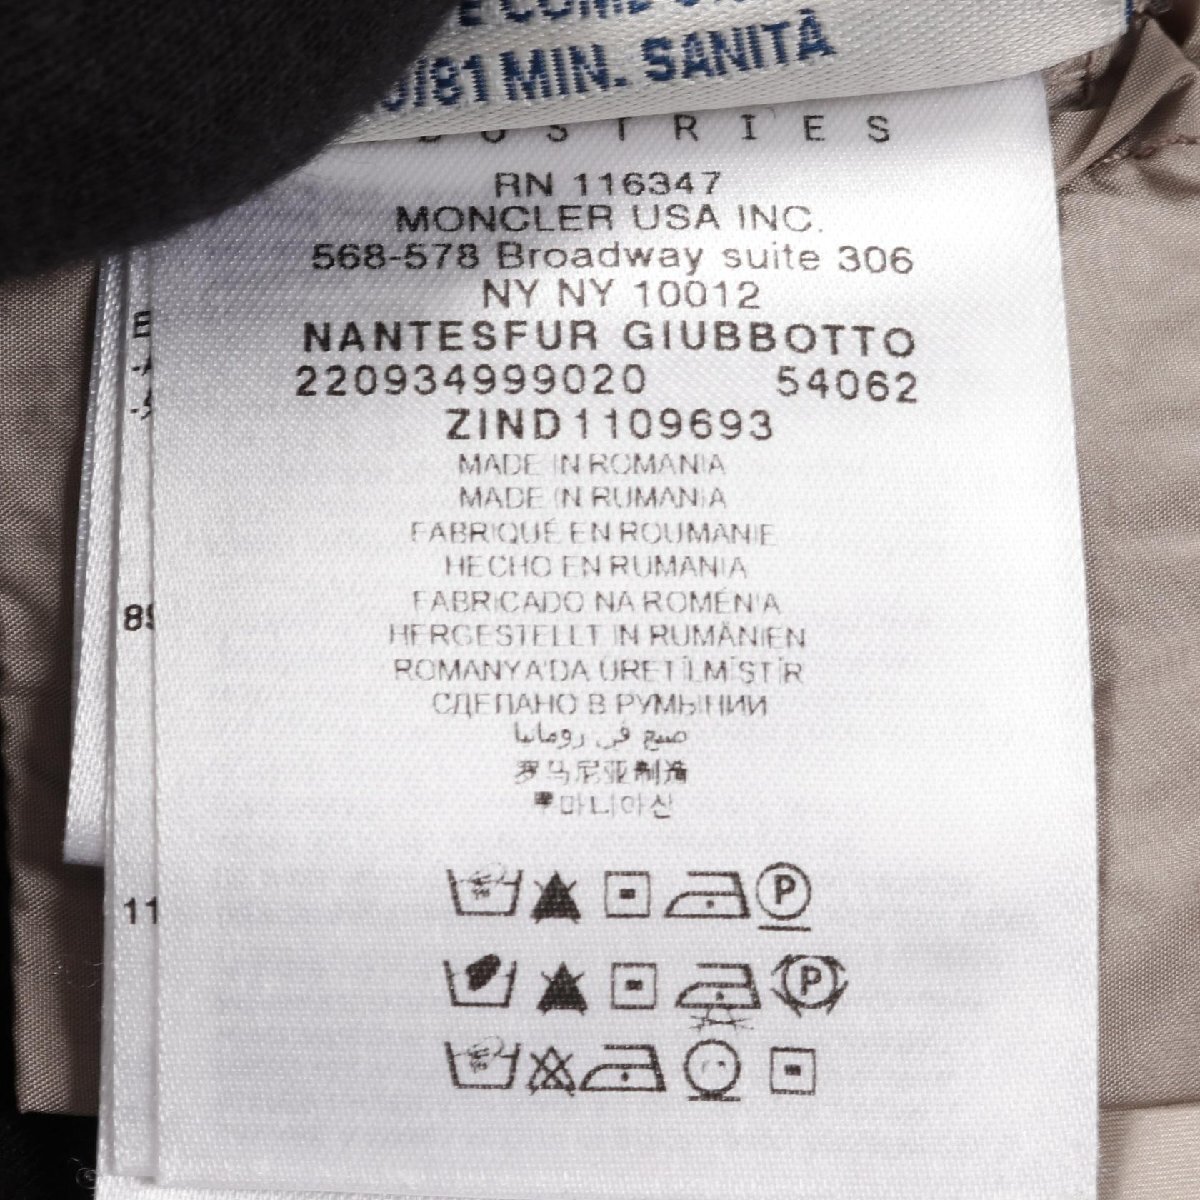 /81 MIN. SANITÀ
USTRIES
RN 116347
MONCLER USA INC.
568-578 Broadway suite 306
NY NY 10012
NANTESFUR GIUBBOTTO
220934999020 54062
ZIND1109693
MADE IN ROMANIA
MADE IN RUMANIA
FABRIQUÉ EN ROUMANIE
HECHO EN RUMANIA
FABRICADO NA ROMÉNIA
HERGESTELLT IN RUMÄNIEN
ROMANYA'DA ÜRETİLMİŞTİR
СДЕЛАНО В РУМЫНИИ
صنع في رومانيا
罗马尼亚制造
루마니아산
P
P
11